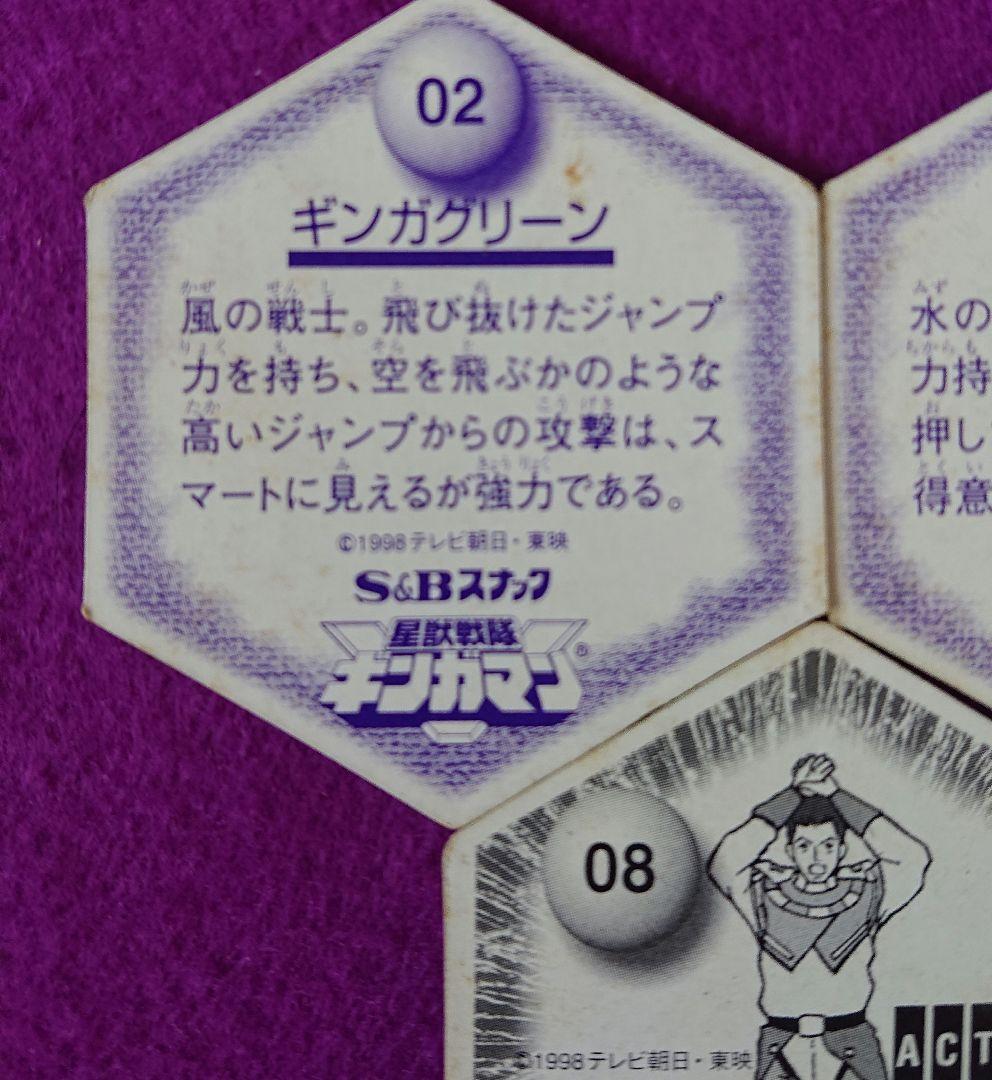 02
ギンガグリーン
風の戦士。飛び抜けたジャンプ
力を持ち、空を飛ぶかのような
高いジャンプからの攻撃は、ス
マートに見えるが強力である。
©1998テレビ朝日・東映
S&Bスナック
星獣戦隊
ギンガマン®
水の
力持
押し
得意
08
ACT
©1998テレビ朝日・東映